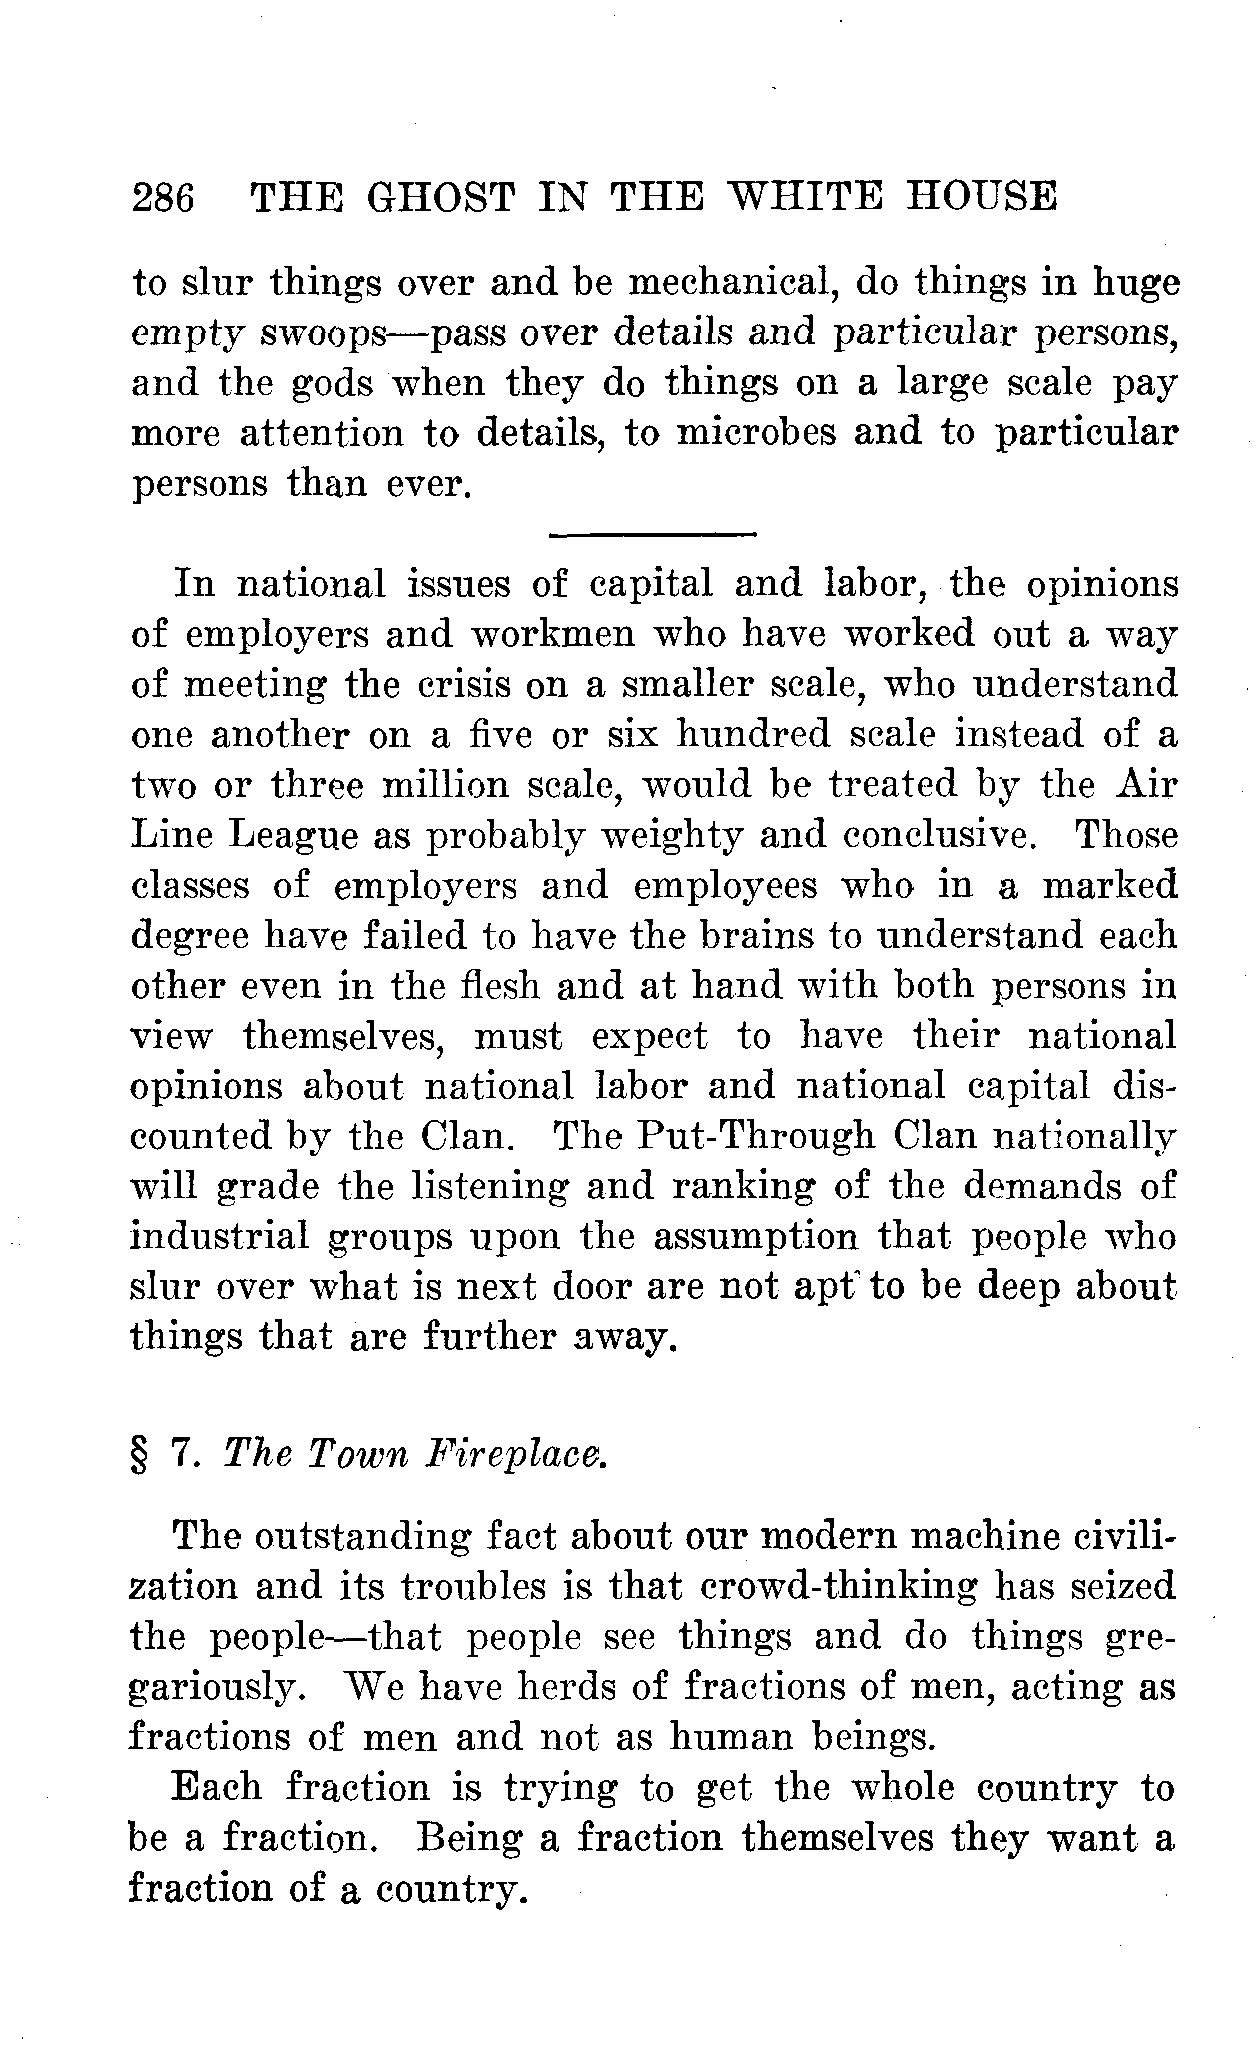 286 THE GHOST IN THE WHITE HOUSE
to slur things over and be mechanical, do things in huge
empty swoops—pass over details and particular persons,
and the gods when they do things on a large scale pay
more attention to details, to microbes and to particular
persons than ever.
In national issues of capital and labor, the opinions
of employers and workmen who have worked out a way
of meeting the crisis on a smaller scale, who understand
one another on a five or six hundred scale instead of a
two or three million scale, would be treated by the Air
Line League as probably weighty and conclusive. Those
classes of employers and employees who in a marked
degree have failed to have the brains to understand each
other even in the flesh and at hand with both persons in
view themselves, must expect to have their national
opinions about national labor and national capital dis-
counted by the Clan. The Put-Through Clan nationally
will grade the listening and ranking of the demands of
industrial groups upon the assumption that people who
slur over what is next door are not apt to be deep about
things that are further away.
§ 7. The Town Fireplace.
The outstanding fact about our modern machine civili-
zation and its troubles is that crowd-thinking has seized
the people—that people see things and do things gre-
gariously. We have herds of fractions of men, acting as
fractions of men and not as human beings.
Each fraction is trying to get the whole country to
be a fraction. Being a fraction themselves they want a
fraction of a country.